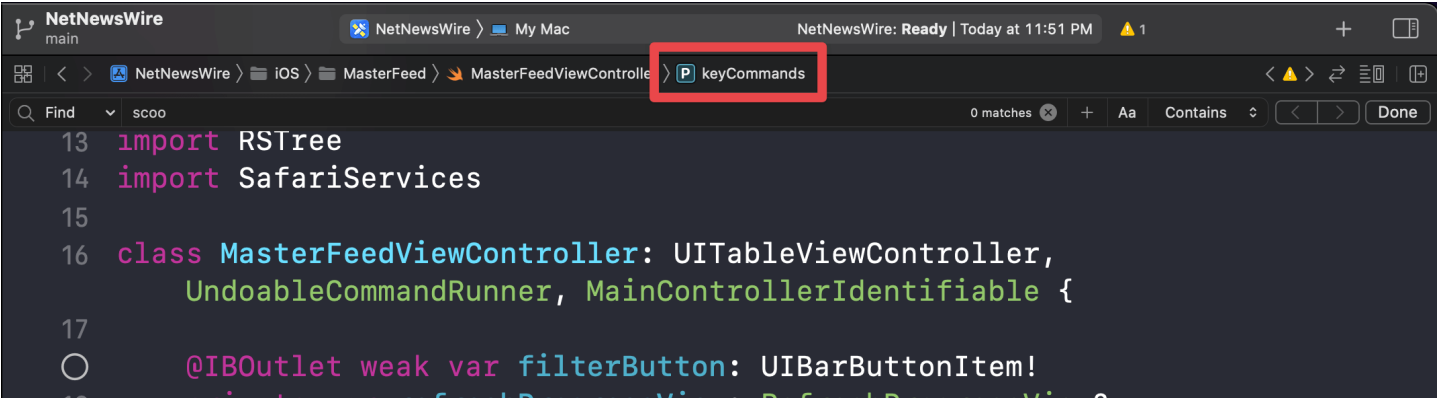 NetNewsWire
main
NetNewsWire 〉 My Mac
NetNewsWire: Ready | Today at 11:51 PM
1
NetNewsWire 〉 iOS 〉 MasterFeed 〉 MasterFeedViewControlle 〉 P keyCommands
Find scoo 0 matches Aa Contains Done
13 import RSTree
14 import SafariServices
15
16 class MasterFeedViewController: UITableViewController,
UndoableCommandRunner, MainControllerIdentifiable {
17
@IBOutlet weak var filterButton: UIBarButtonItem!